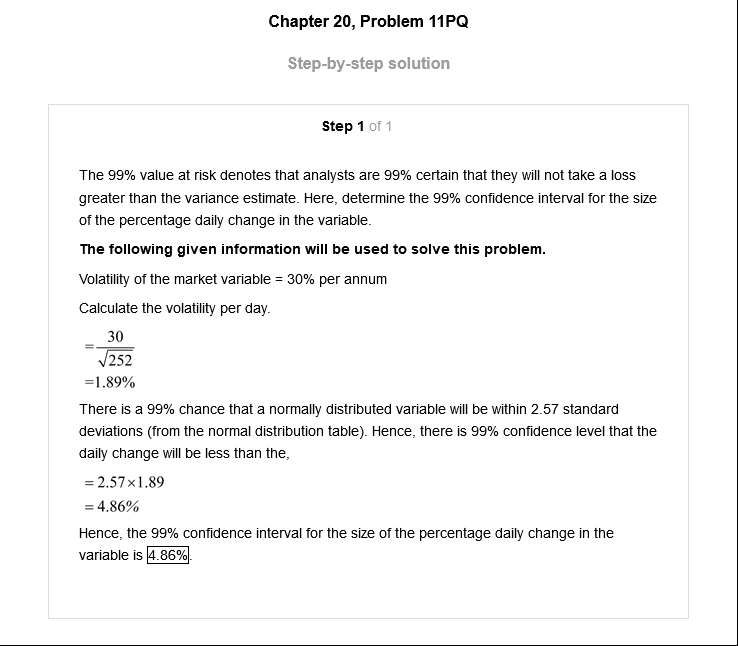 Chapter 20, Problem 11PQ
Step-by-step solution
Step 1 of 1
The 99% value at risk denotes that analysts are 99% certain that they will not take a loss
greater than the variance estimate. Here, determine the 99% confidence interval for the size
of the percentage daily change in the variable.
The following given information will be used to solve this problem.
Volatility of the market variable = 30% per annum
Calculate the volatility per day.
= 30
√252
=1.89%
There is a 99% chance that a normally distributed variable will be within 2.57 standard
deviations (from the normal distribution table). Hence, there is 99% confidence level that the
daily change will be less than the,
= 2.57×1.89
= 4.86%
Hence, the 99% confidence interval for the size of the percentage daily change in the
variable is 4.86%.